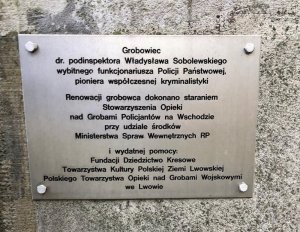 Grobowiec
dr. podinspektora Władysława Sobolewskiego
wybitnego funkcjonariusza Policji Państwowej,
pioniera współczesnej kryminalistyki
Renowacji grobowca dokonano staraniem
Stowarzyszenia Opieki
nad Grobami Policjantów na Wschodzie
przy udziale środków
Ministerstwa Spraw Wewnętrznych RP
i wydatnej pomocy:
Fundacji Dziedzictwo Kresowe
Towarzystwa Kultury Polskiej Ziemi Lwowskiej
Polskiego Towarzystwa Opieki nad Grobami Wojskowymi
we Lwowie